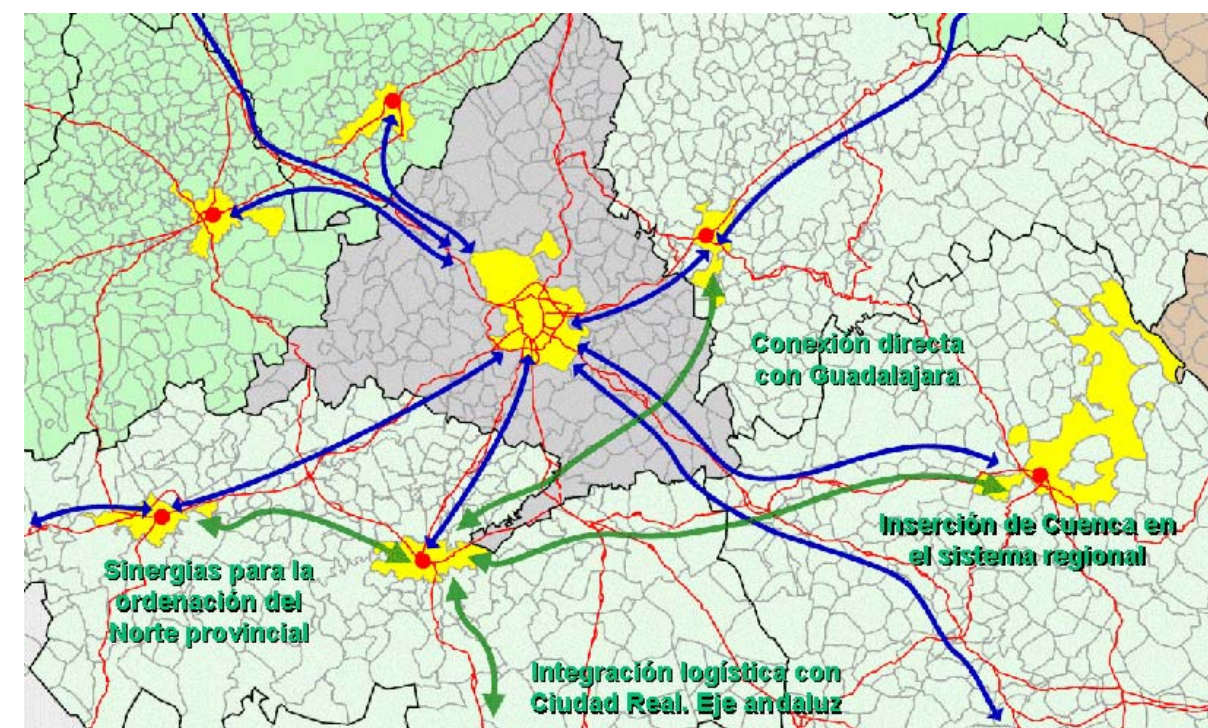 Conexión directa
con Guadalajara
Inserción de Cuenca en
el sistema regional
Sinergías para la
ordenación del
Norte provincial
Integración logística con
Ciudad Real. Eje andaluz